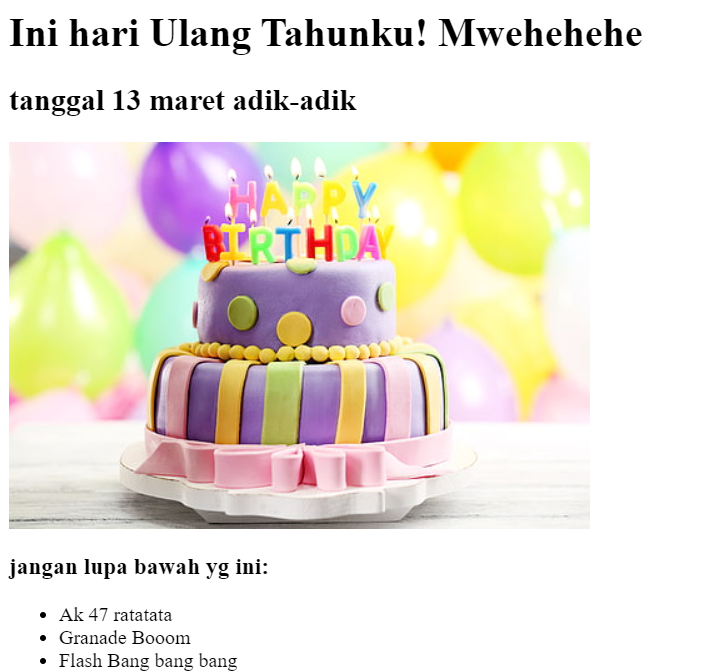 Ini hari Ulang Tahunku! Mwehehehe
tanggal 13 maret adik-adik
HAPPY
BIRTHDAY
jangan lupa bawah yg ini:
Ak 47 ratatata
Granade Booom
Flash Bang bang bang